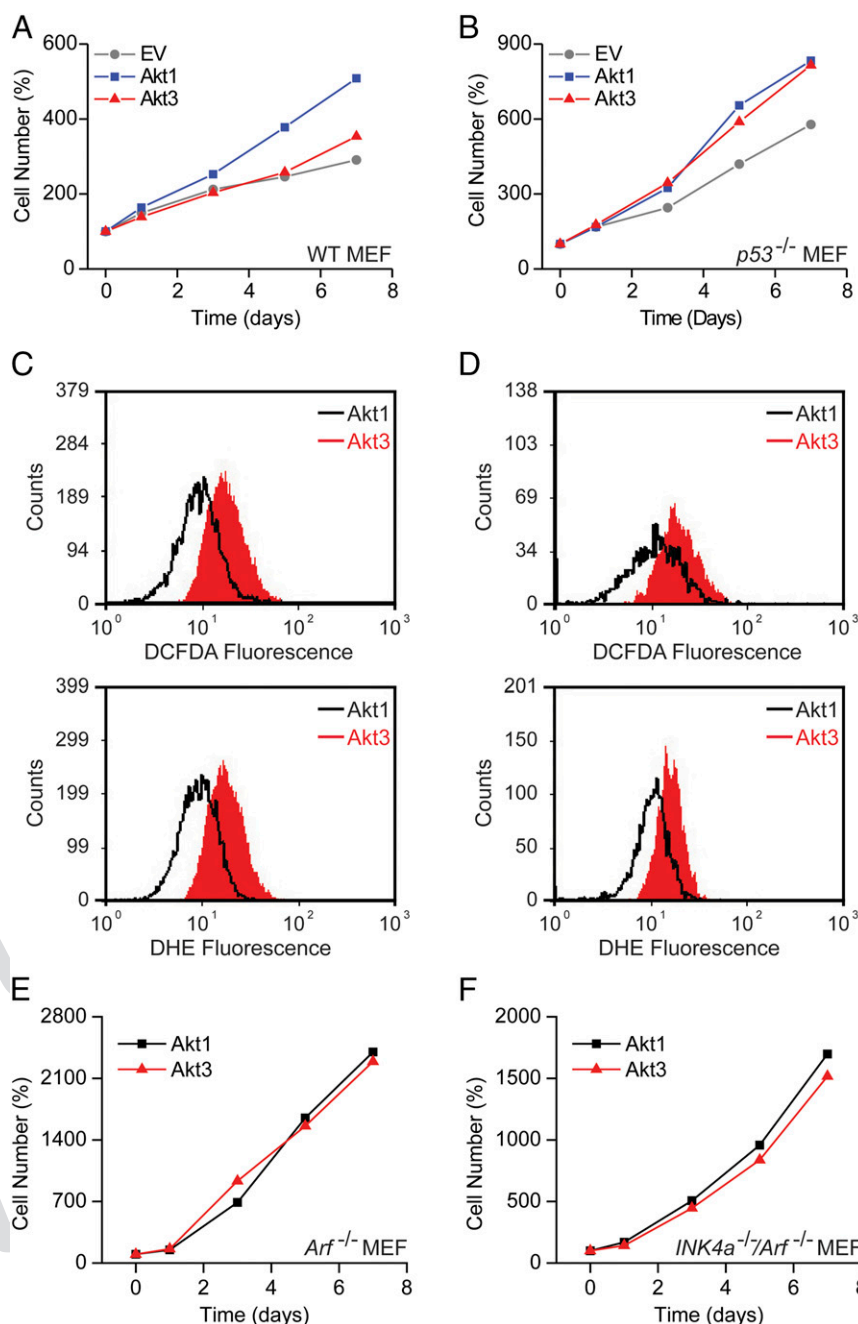 A
B
600
400
200
0
Cell Number (%)
EV
Akt1
Akt3
WT MEF
0 2 4 6 8
Time (days)
900
600
300
0
Cell Number (%)
EV
Akt1
Akt3
p53-/- MEF
0 2 4 6 8
Time (Days)
C
D
379
284
189
94
0
Counts
Akt1
Akt3
10^0 10^1 10^2 10^3
DCFDA Fluorescence
138
103
69
34
0
Counts
Akt1
Akt3
10^0 10^1 10^2 10^3
DCFDA Fluorescence
399
299
199
99
0
Counts
Akt1
Akt3
10^0 10^1 10^2 10^3
DHE Fluorescence
201
150
100
50
0
Counts
Akt1
Akt3
10^0 10^1 10^2 10^3
DHE Fluorescence
E
F
2800
2100
1400
700
0
Cell Number (%)
Akt1
Akt3
Arf -/- MEF
0 2 4 6 8
Time (days)
2000
1500
1000
500
0
Cell Number (%)
Akt1
Akt3
INK4a-/-/Arf-/- MEF
0 2 4 6 8
Time (days)